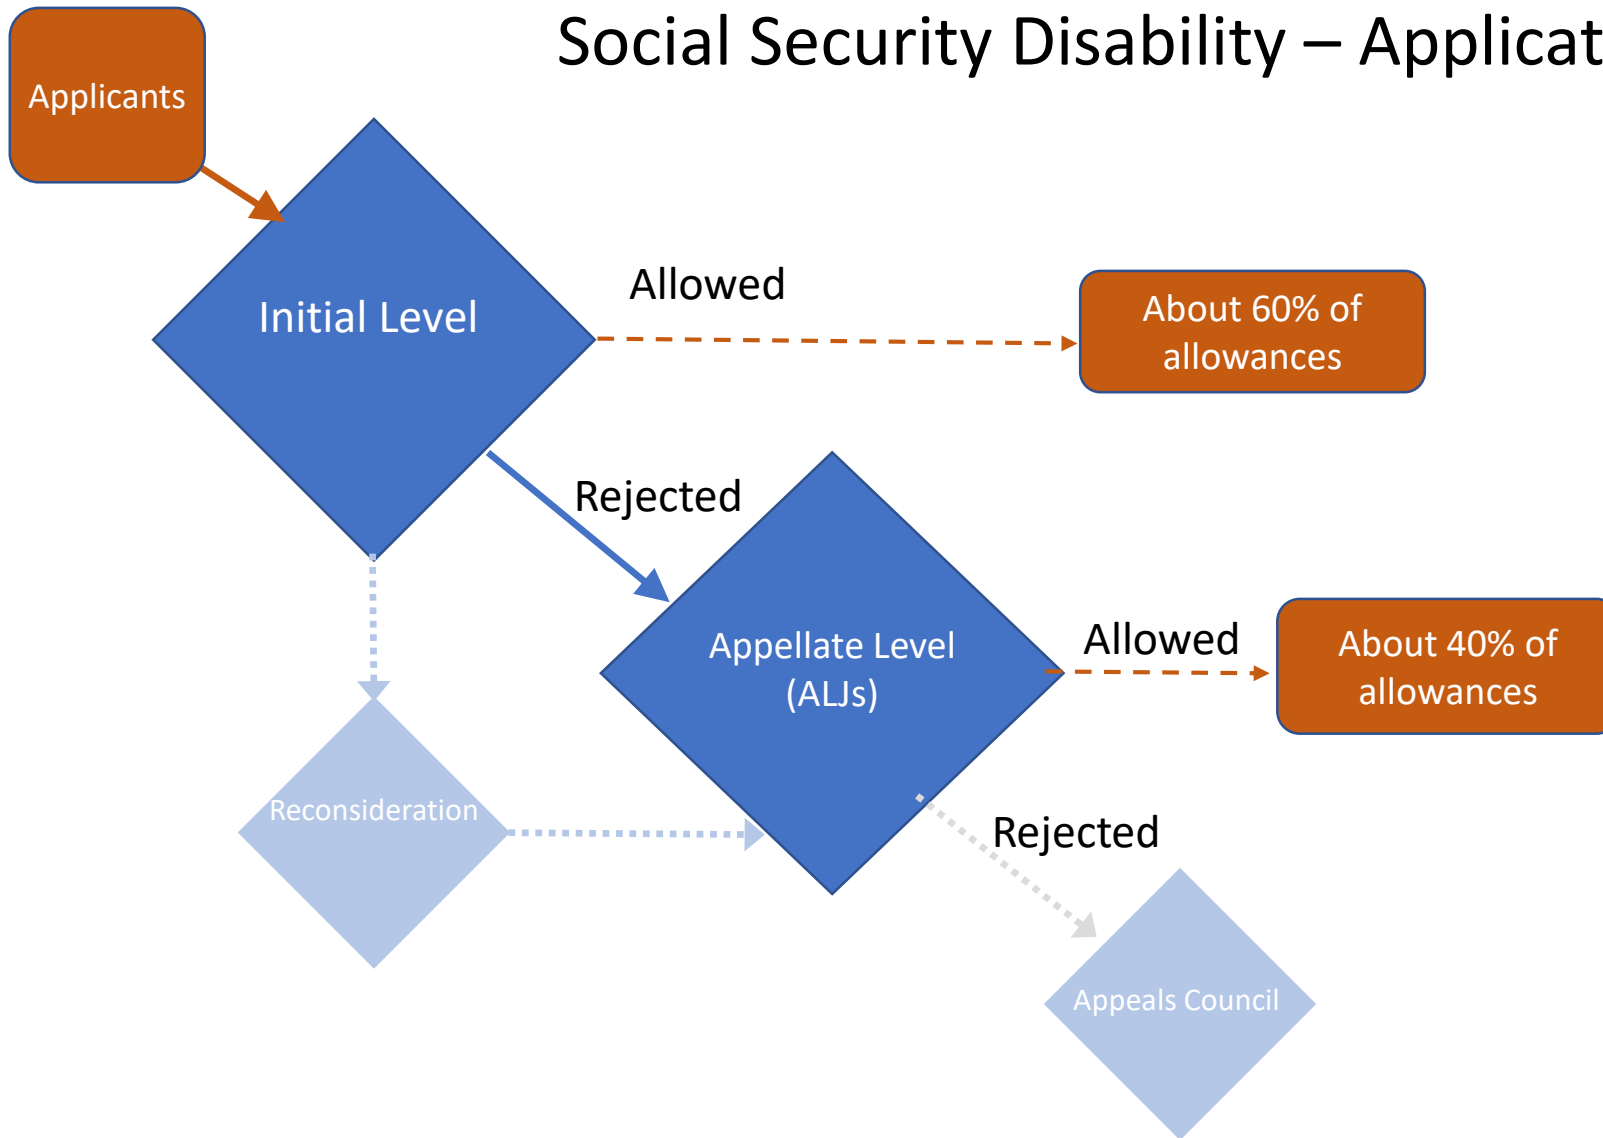 Social Security Disability – Applicat
Applicants
Initial Level
Allowed
About 60% of
allowances
Rejected
Appellate Level
(ALJs)
Allowed
About 40% of
allowances
Reconsideration
Rejected
Appeals Council